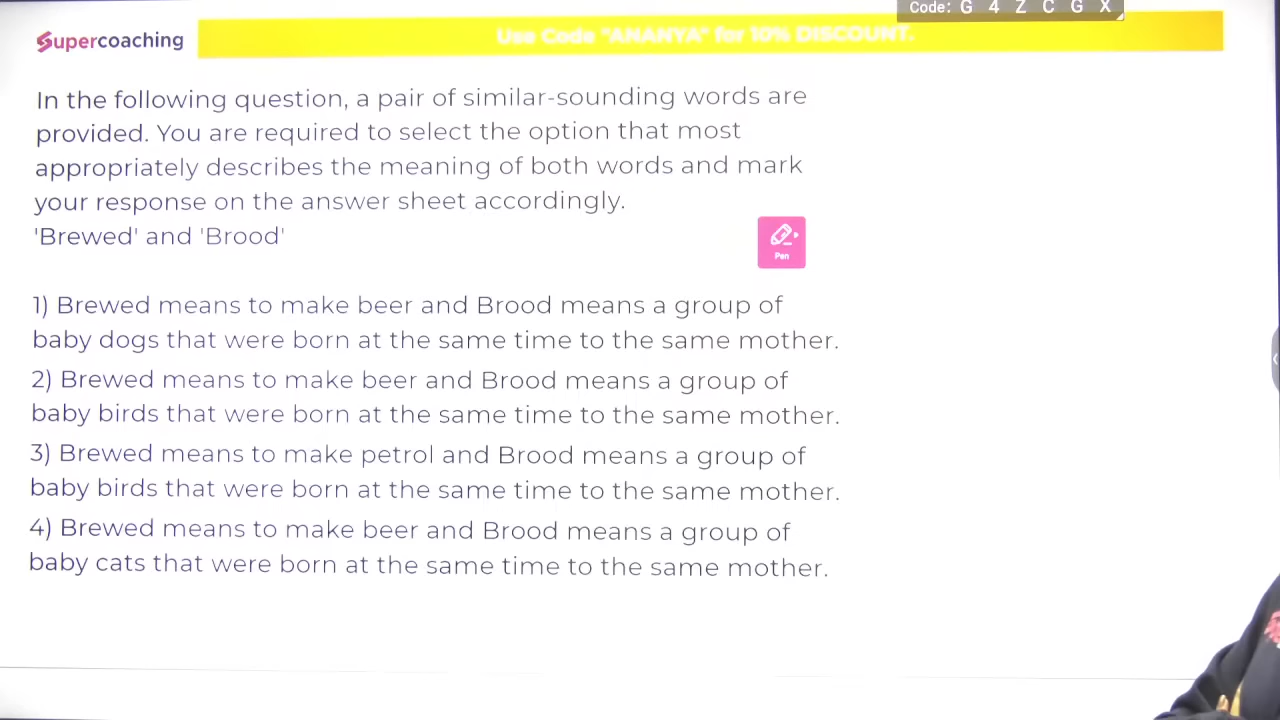 Code: G 4 Z C G X
Supercoaching
Use Code "ANANYA" for 10% DISCOUNT.
In the following question, a pair of similar-sounding words are
provided. You are required to select the option that most
appropriately describes the meaning of both words and mark
your response on the answer sheet accordingly.
'Brewed' and 'Brood'
Pen
1) Brewed means to make beer and Brood means a group of
baby dogs that were born at the same time to the same mother.
2) Brewed means to make beer and Brood means a group of
baby birds that were born at the same time to the same mother.
3) Brewed means to make petrol and Brood means a group of
baby birds that were born at the same time to the same mother.
4) Brewed means to make beer and Brood means a group of
baby cats that were born at the same time to the same mother.